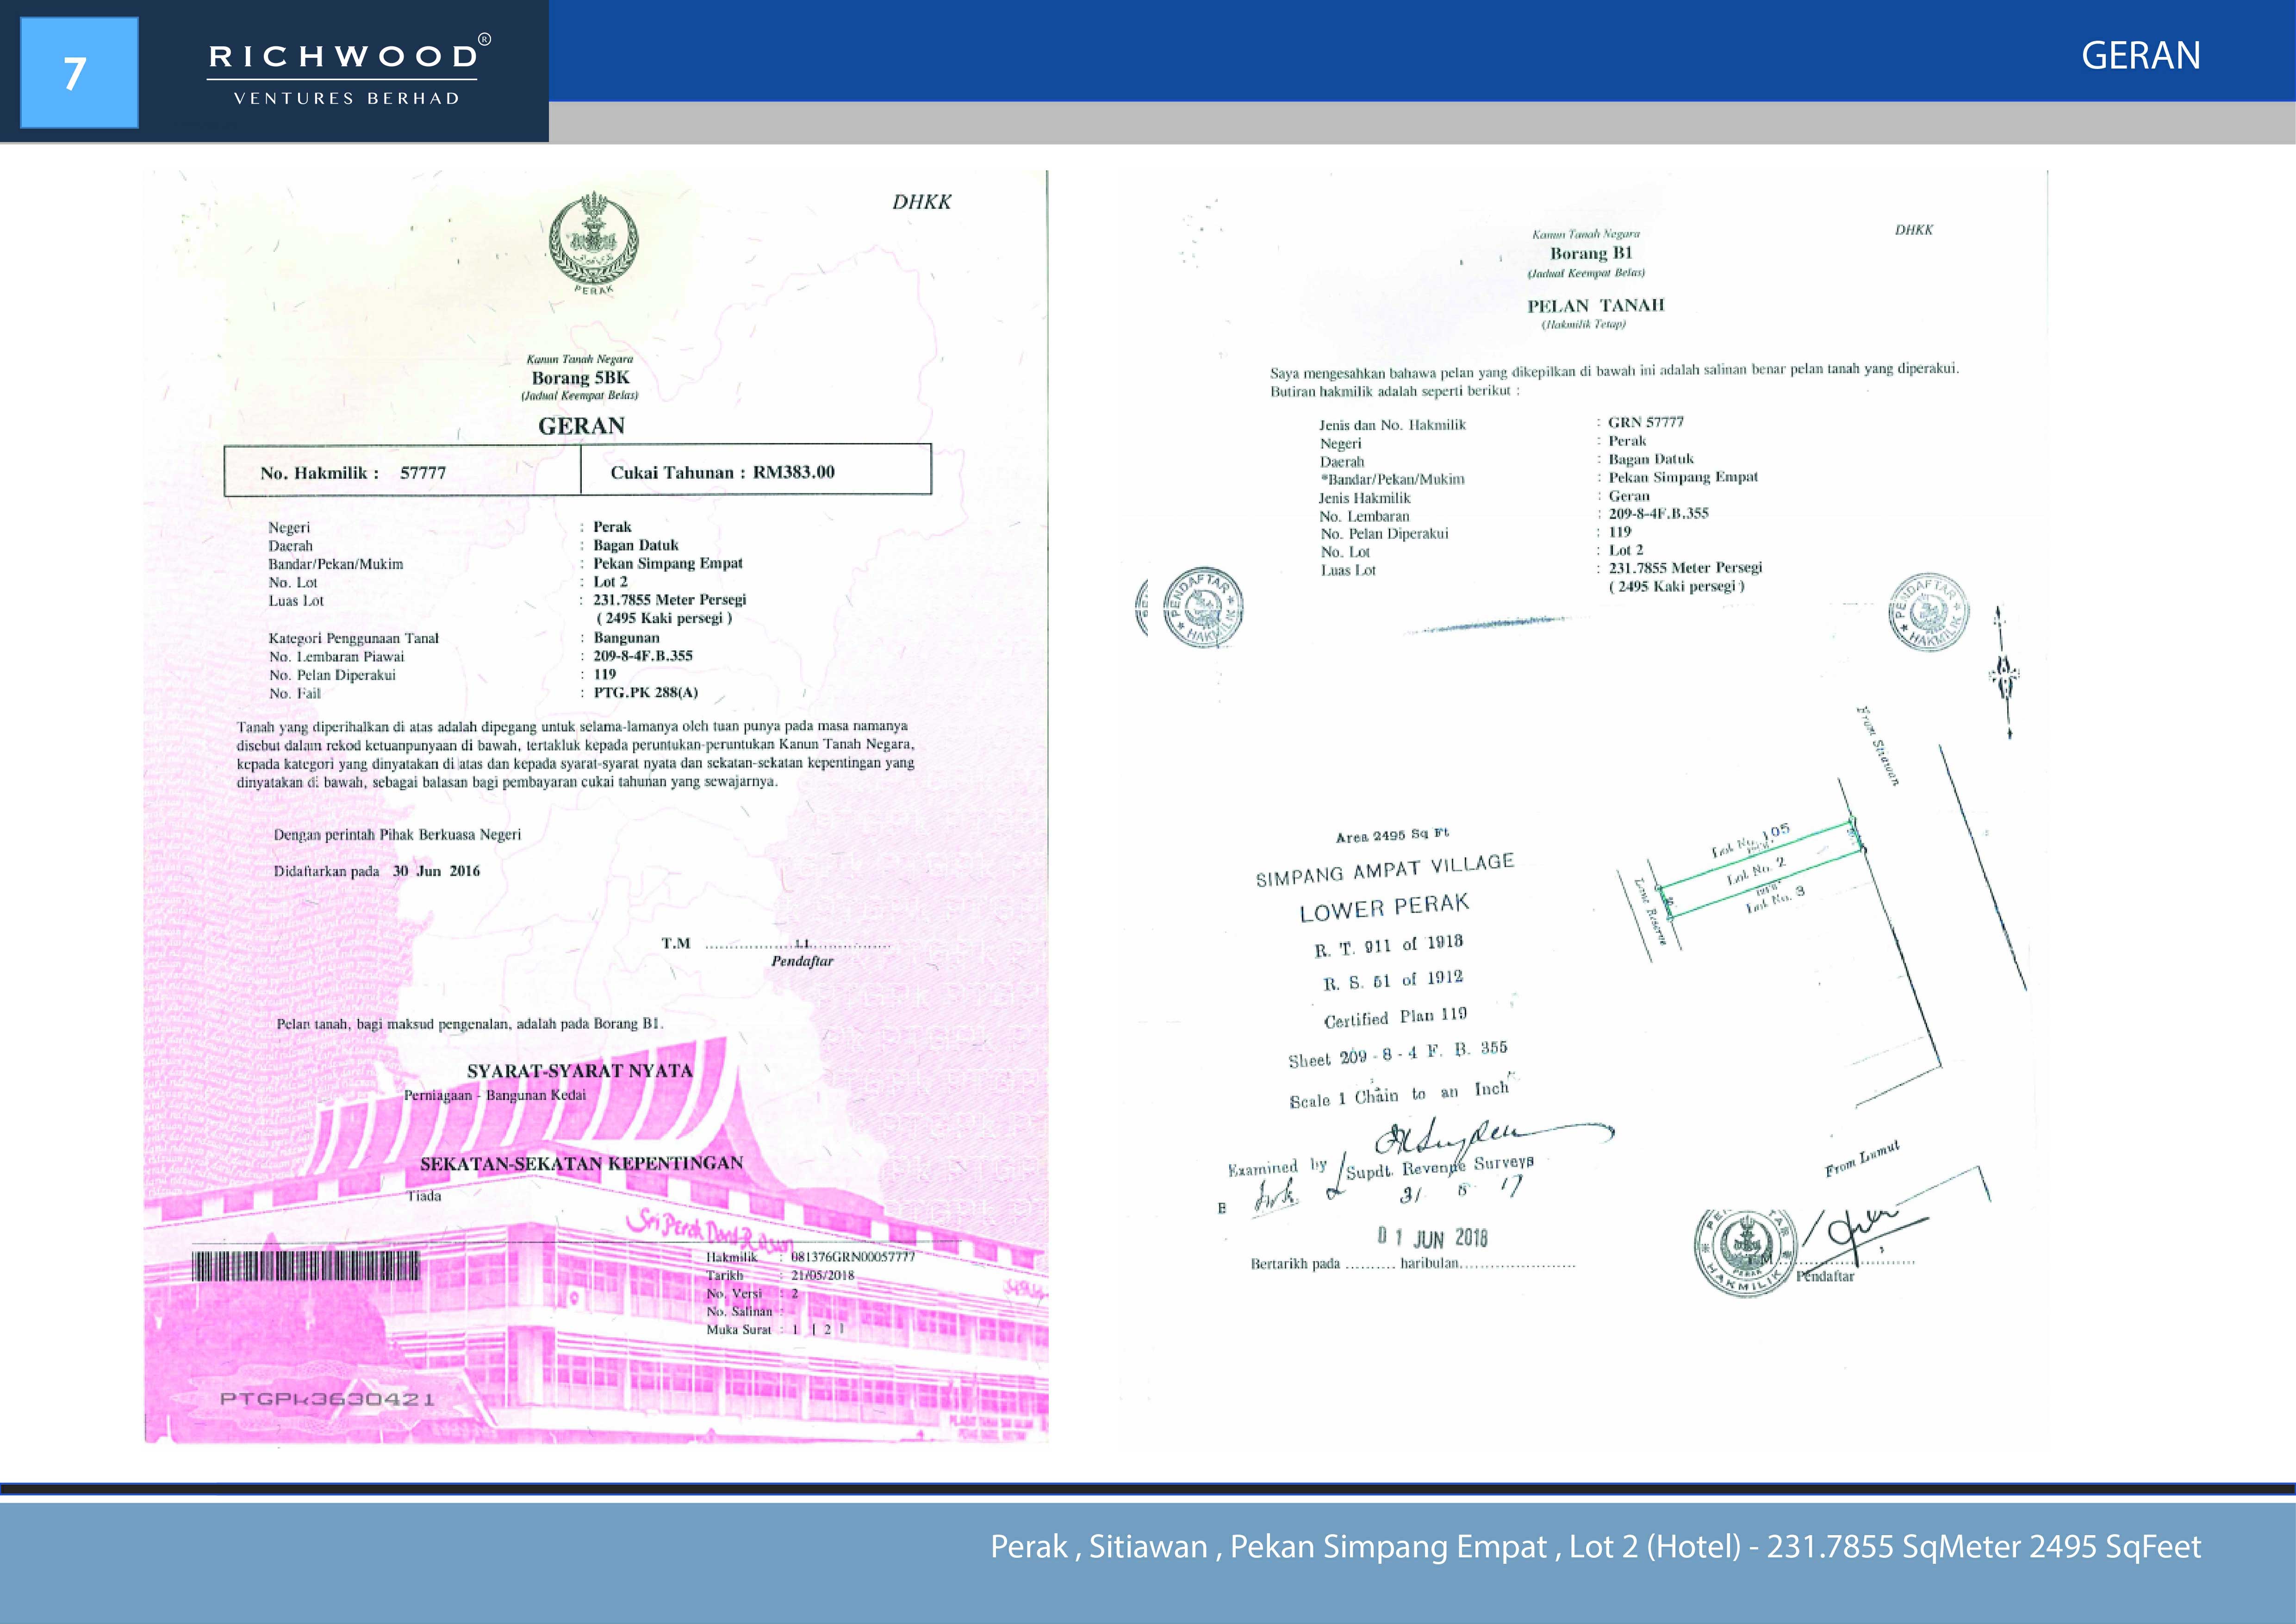 7
RICHWOOD®
VENTURES BERHAD
GERAN
DHKK
PERAK
Kanun Tanah Negara
Borang 5BK
(Jadual Keempat Belas)
GERAN
No. Hakmilik : 57777
Cukai Tahunan : RM383.00
Negeri : Perak
Daerah : Bagan Datuk
Bandar/Pekan/Mukim : Pekan Simpang Empat
No. Lot : Lot 2
Luas Lot : 231.7855 Meter Persegi
( 2495 Kaki persegi )
Kategori Penggunaan Tanah : Bangunan
No. Lembaran Piawai : 209-8-4F.B.355
No. Pelan Diperakui : 119
No. Fail : PTG.PK 288(A)
Tanah yang diperihalkan di atas adalah dipegang untuk selama-lamanya oleh tuan punya pada masa namanya
disebut dalam rekod ketuanpunyaan di bawah, tertakluk kepada peruntukan-peruntukan Kanun Tanah Negara,
kepada kategori yang dinyatakan di atas dan kepada syarat-syarat nyata dan sekatan-sekatan kepentingan yang
dinyatakan di bawah, sebagai balasan bagi pembayaran cukai tahunan yang sewajarnya.
Dengan perintah Pihak Berkuasa Negeri
Didaftarkan pada 30 Jun 2016
T.M ........................................
Pendaftar
Pelan tanah, bagi maksud pengenalan, adalah pada Borang B1.
SYARAT-SYARAT NYATA
Perniagaan - Bangunan Kedai
SEKATAN-SEKATAN KEPENTINGAN
Tiada
Hakmilik : 081376GRN00057777
Tarikh : 21/05/2018
No. Versi : 2
No. Salinan :
Muka Surat : 1 [ 2 ]
PTGPk3630421
DHKK
Kanun Tanah Negara
Borang B1
(Jadual Keempat Belas)
PELAN TANAH
(Hakmilik Tetap)
Saya mengesahkan bahawa pelan yang dikepilkan di bawah ini adalah salinan benar pelan tanah yang diperakui.
Butiran hakmilik adalah seperti berikut :
Jenis dan No. Hakmilik : GRN 57777
Negeri : Perak
Daerah : Bagan Datuk
*Bandar/Pekan/Mukim : Pekan Simpang Empat
Jenis Hakmilik : Geran
No. Lembaran : 209-8-4F.B.355
No. Pelan Diperakui : 119
No. Lot : Lot 2
Luas Lot : 231.7855 Meter Persegi
( 2495 Kaki persegi )
PENDAFTAR HAKMILIK
PENDAFTAR HAKMILIK
From Sitiawan
Lot No. 105
Lot No. 2
Lot No. 3
Lane Reserve
Area 2495 Sq Ft
SIMPANG AMPAT VILLAGE
LOWER PERAK
R. T. 911 of 1918
R. S. 51 of 1912
Certified Plan 119
Sheet 209 - 8 - 4 F. B. 355
Scale 1 Chain to an Inch
Examined by
Supdt. Revenue Surveys
From Lumut
01 JUN 2018
Bertarikh pada .......... haribulan.......................
HAKMILIK
PERAK
Pendaftar
Perak , Sitiawan , Pekan Simpang Empat , Lot 2 (Hotel) - 231.7855 SqMeter 2495 SqFeet